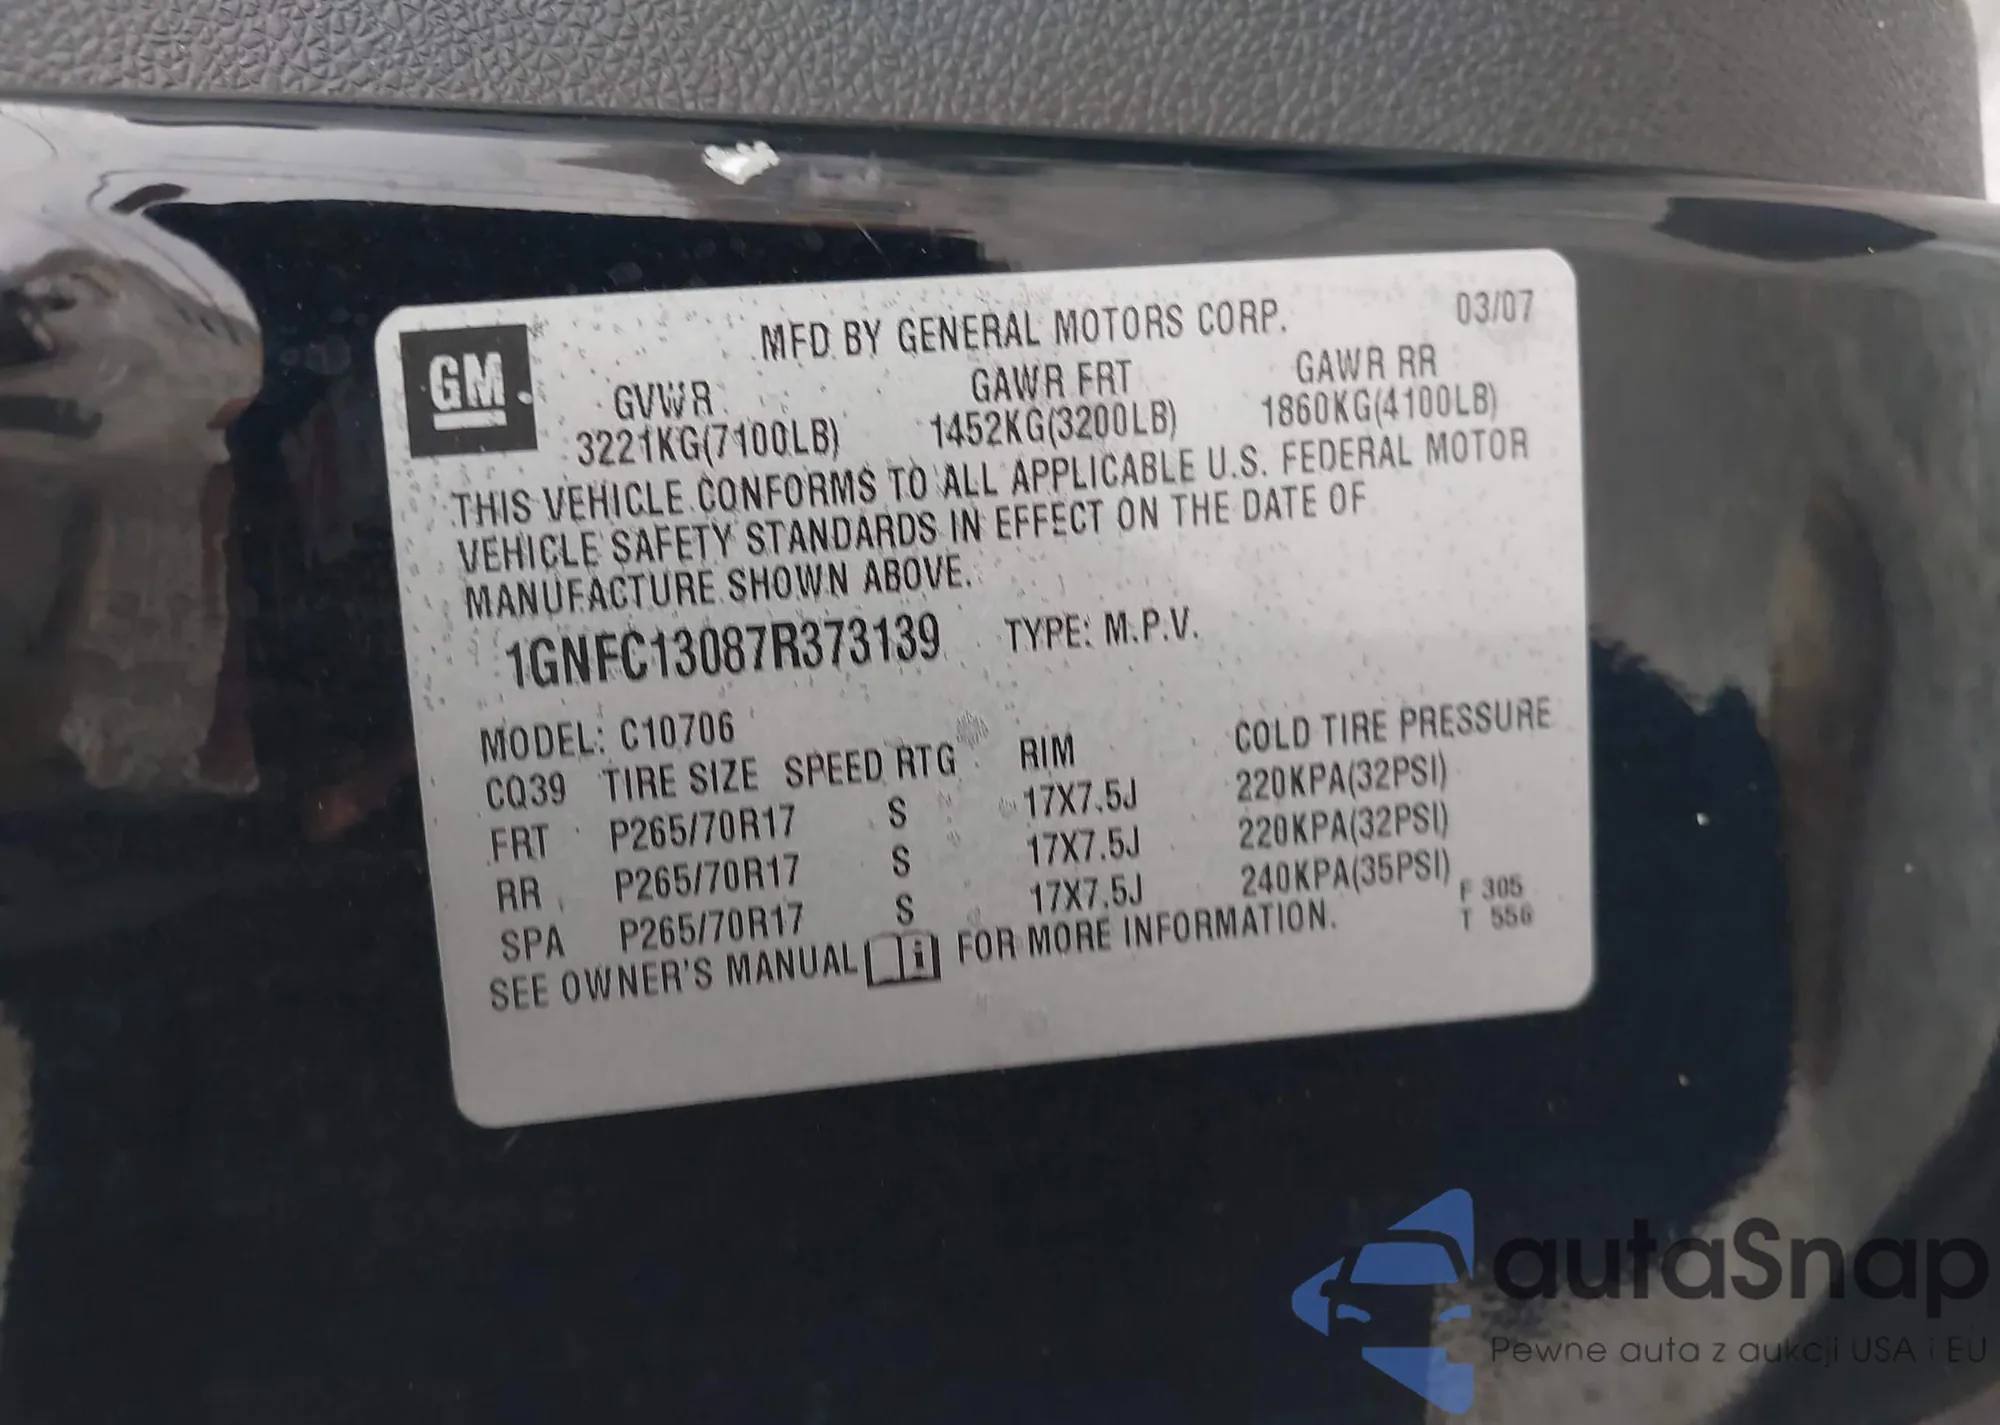 GM
MFD BY GENERAL MOTORS CORP. 03/07
GVWR GAWR FRT GAWR RR
3221KG(7100LB) 1452KG(3200LB) 1860KG(4100LB)
THIS VEHICLE CONFORMS TO ALL APPLICABLE U.S. FEDERAL MOTOR
VEHICLE SAFETY STANDARDS IN EFFECT ON THE DATE OF
MANUFACTURE SHOWN ABOVE.
1GNFC13087R373139 TYPE: M.P.V.
MODEL: C10706
CQ39 TIRE SIZE SPEED RTG RIM COLD TIRE PRESSURE
FRT P265/70R17 S 17X7.5J 220KPA(32PSI)
RR P265/70R17 S 17X7.5J 220KPA(32PSI)
SPA P265/70R17 S 17X7.5J 240KPA(35PSI)
SEE OWNER'S MANUAL i FOR MORE INFORMATION.
F 305
T 556
autaSnap
Pewne auta z aukcji USA i EU